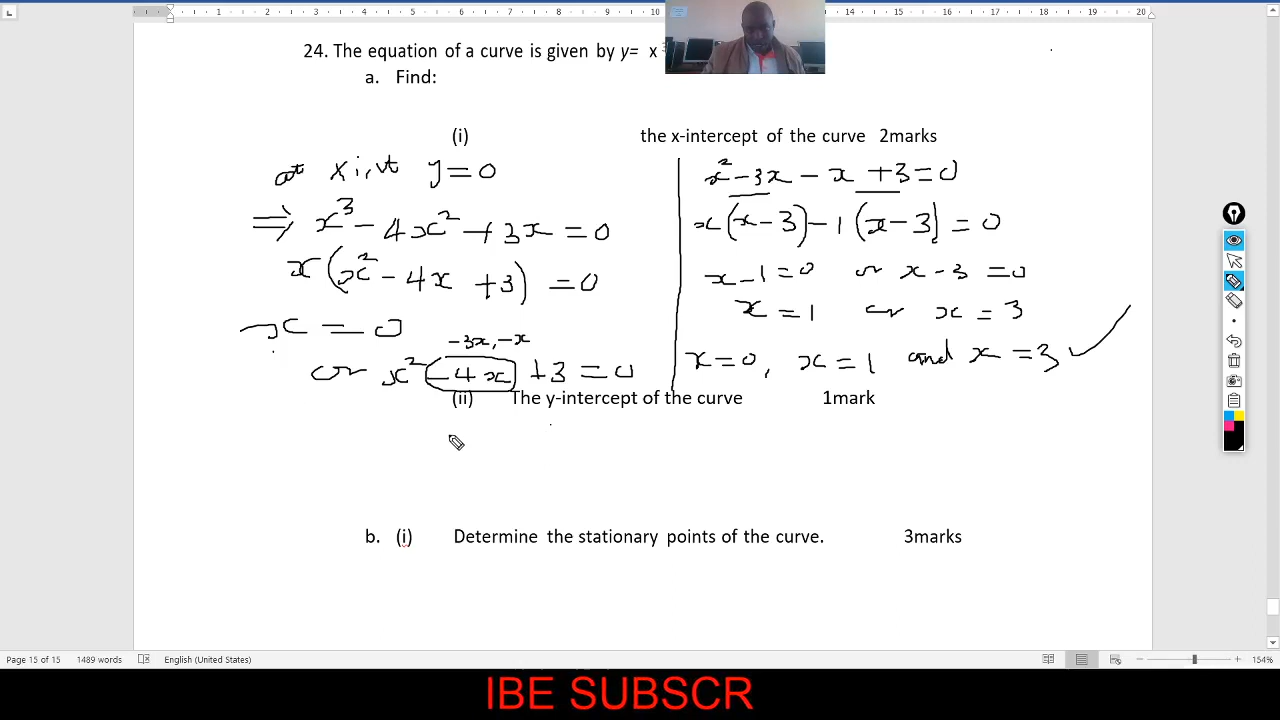 24. The equation of a curve is given by y= x
a. Find:
(i) the x-intercept of the curve 2marks
at x int y=0
⇒ x³ - 4x² + 3x = 0
x(x² - 4x + 3) = 0
x = 0
-3x, -x
or x² - 4x + 3 = 0
x² - 3x - x + 3 = 0
x(x - 3) - 1(x - 3) = 0
x - 1 = 0 or x - 3 = 0
x = 1 or x = 3
x = 0, x = 1 and x = 3 ✓
(ii) The y-intercept of the curve 1mark
b. (i) Determine the stationary points of the curve. 3marks
Page 15 of 15 1489 words English (United States) 154%
IBE SUBSCR